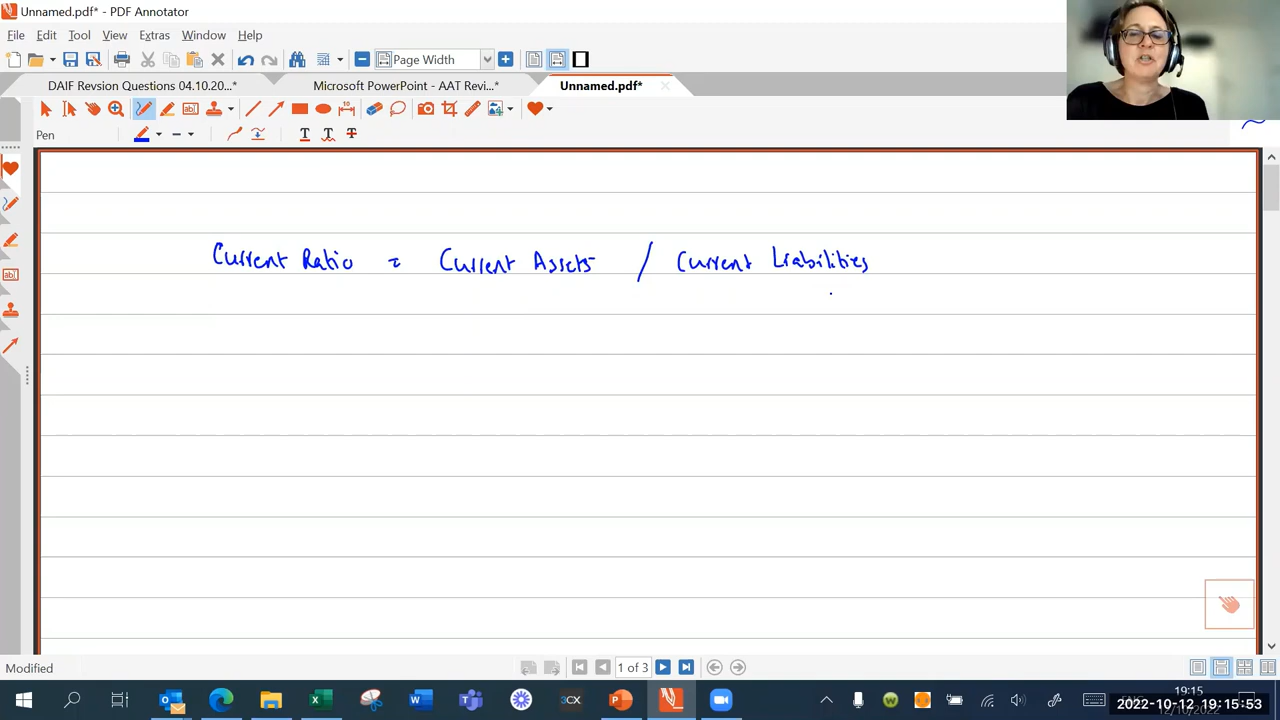 Unnamed.pdf* - PDF Annotator
File Edit Tool View Extras Window Help
Page Width
DAIF Revsion Questions 04.10.20...* Microsoft PowerPoint - AAT Revi...* Unnamed.pdf*
Pen
Current Ratio = Current Assets / Current Liabilities
1 of 3
Modified
19:15
2022-10-12 19:15:53